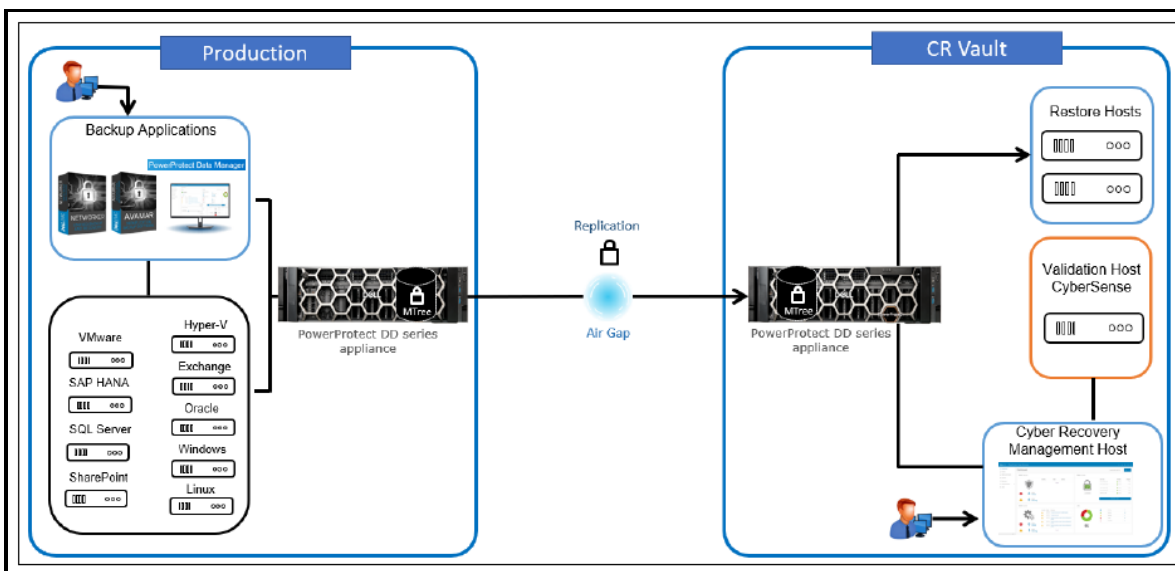 Production
Backup Applications
PowerProtect Data Manager
NETWORKER
AVAMAR
VMware
SAP HANA
SQL Server
SharePoint
Hyper-V
Exchange
Oracle
Windows
Linux
MTree
PowerProtect DD series
appliance
Replication
Air Gap
CR Vault
MTree
PowerProtect DD series
appliance
Restore Hosts
Validation Host
CyberSense
Cyber Recovery
Management Host